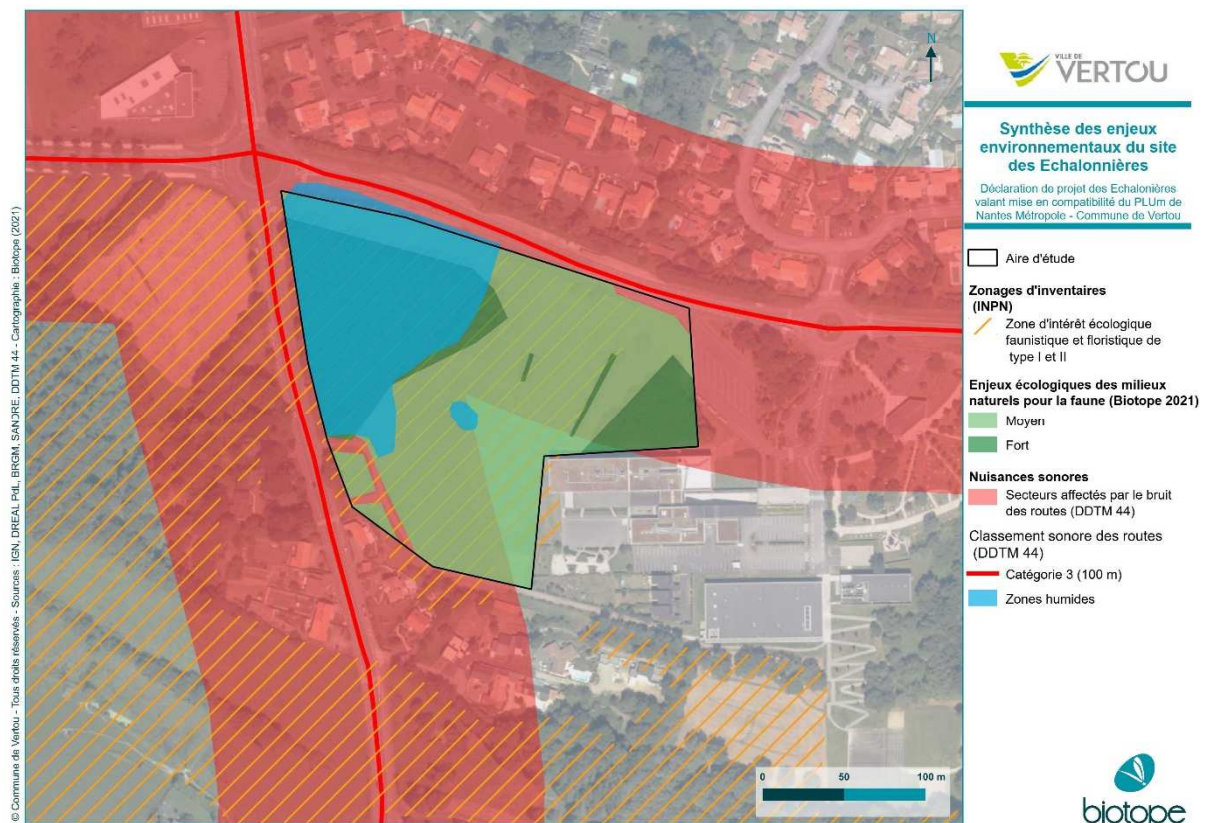 N
VILLE DE
VERTOU
Synthèse des enjeux
environnementaux du site
des Echalonnières
Déclaration de projet des Echalonières
valant mise en compatibilité du PLUm de
Nantes Métropole - Commune de Vertou
Aire d'étude
Zonages d'inventaires
(INPN)
Zone d'intérêt écologique
faunistique et floristique de
type I et II
Enjeux écologiques des milieux
naturels pour la faune (Biotope 2021)
Moyen
Fort
Nuisances sonores
Secteurs affectés par le bruit
des routes (DDTM 44)
Classement sonore des routes
(DDTM 44)
Catégorie 3 (100 m)
Zones humides
0 50 100 m
biotope
© Commune de Vertou - Tous droits réservés - Sources : IGN, DREAL PdL, BRGM, SANDRE, DDTM 44 - Cartographie : Biotope (2021)